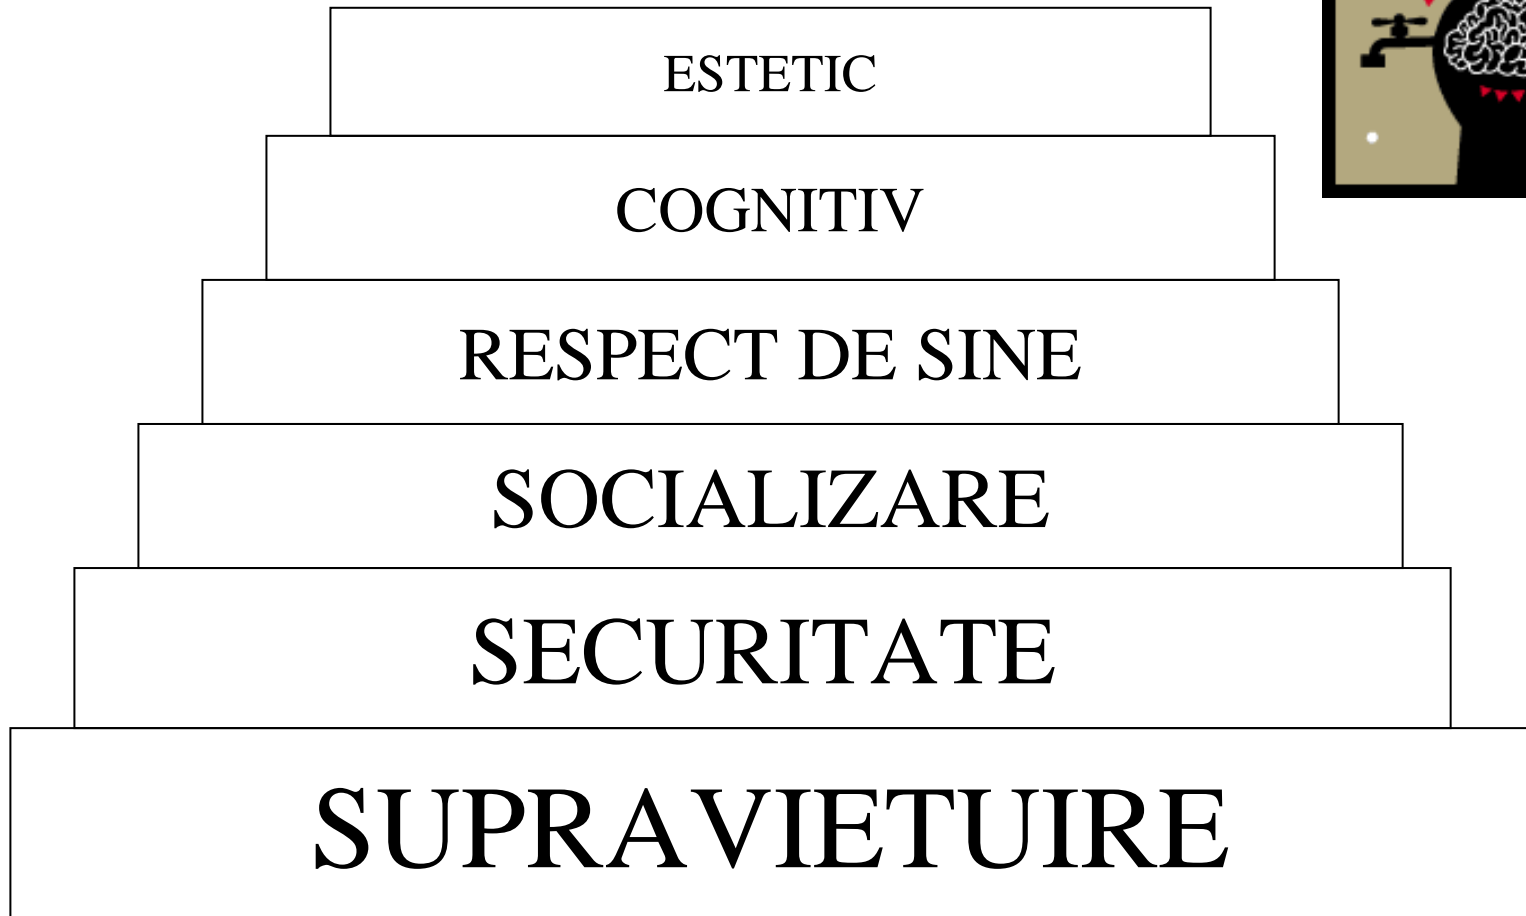 ESTETIC
COGNITIV
RESPECT DE SINE
SOCIALIZARE
SECURITATE
SUPRAVIETUIRE